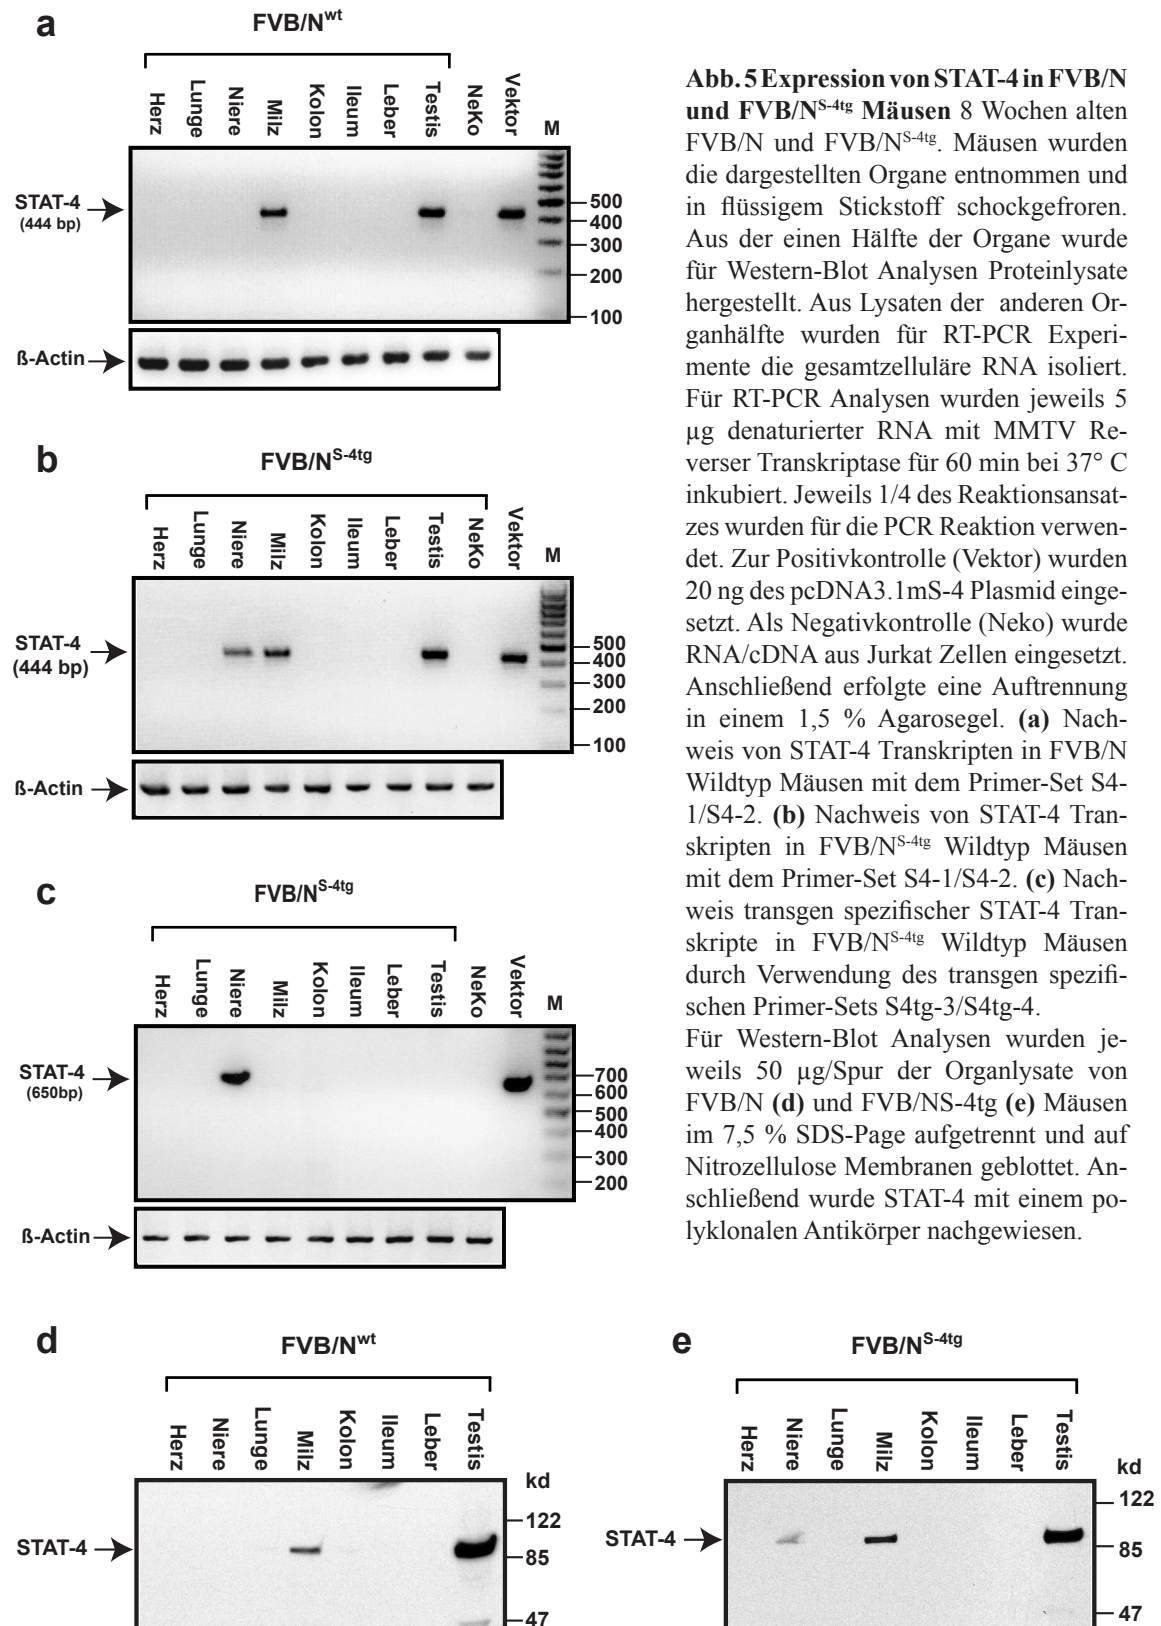 a
FVB/Nwt
Herz
Lunge
Niere
Milz
Kolon
Ileum
Leber
Testis
NeKo
Vektor
M
STAT-4
(444 bp)
500
400
300
200
100
ß-Actin
b
FVB/NS-4tg
Herz
Lunge
Niere
Milz
Kolon
Ileum
Leber
Testis
NeKo
Vektor
M
STAT-4
(444 bp)
500
400
300
200
100
ß-Actin
c
FVB/NS-4tg
Herz
Lunge
Niere
Milz
Kolon
Ileum
Leber
Testis
NeKo
Vektor
M
STAT-4
(650bp)
700
600
500
400
300
200
ß-Actin
Abb. 5 Expression von STAT-4 in FVB/N
und FVB/NS-4tg Mäusen 8 Wochen alten
FVB/N und FVB/NS-4tg. Mäusen wurden
die dargestellten Organe entnommen und
in flüssigem Stickstoff schockgefroren.
Aus der einen Hälfte der Organe wurde
für Western-Blot Analysen Proteinlysate
hergestellt. Aus Lysaten der anderen Or-
ganhälfte wurden für RT-PCR Experi-
mente die gesamtzelluläre RNA isoliert.
Für RT-PCR Analysen wurden jeweils 5
µg denaturierter RNA mit MMTV Re-
verser Transkriptase für 60 min bei 37° C
inkubiert. Jeweils 1/4 des Reaktionsansat-
zes wurden für die PCR Reaktion verwen-
det. Zur Positivkontrolle (Vektor) wurden
20 ng des pcDNA3.1mS-4 Plasmid einge-
setzt. Als Negativkontrolle (Neko) wurde
RNA/cDNA aus Jurkat Zellen eingesetzt.
Anschließend erfolgte eine Auftrennung
in einem 1,5 % Agarosegel. (a) Nach-
weis von STAT-4 Transkripten in FVB/N
Wildtyp Mäusen mit dem Primer-Set S4-
1/S4-2. (b) Nachweis von STAT-4 Tran-
skripten in FVB/NS-4tg Wildtyp Mäusen
mit dem Primer-Set S4-1/S4-2. (c) Nach-
weis transgen spezifischer STAT-4 Tran-
skripte in FVB/NS-4tg Wildtyp Mäusen
durch Verwendung des transgen spezifi-
schen Primer-Sets S4tg-3/S4tg-4.
Für Western-Blot Analysen wurden je-
weils 50 µg/Spur der Organlysate von
FVB/N (d) und FVB/NS-4tg (e) Mäusen
im 7,5 % SDS-Page aufgetrennt und auf
Nitrozellulose Membranen geblottet. An-
schließend wurde STAT-4 mit einem po-
lyklonalen Antikörper nachgewiesen.
d
FVB/Nwt
Herz
Niere
Lunge
Milz
Kolon
Ileum
Leber
Testis
kd
STAT-4
122
85
47
e
FVB/NS-4tg
Herz
Niere
Lunge
Milz
Kolon
Ileum
Leber
Testis
kd
STAT-4
122
85
47